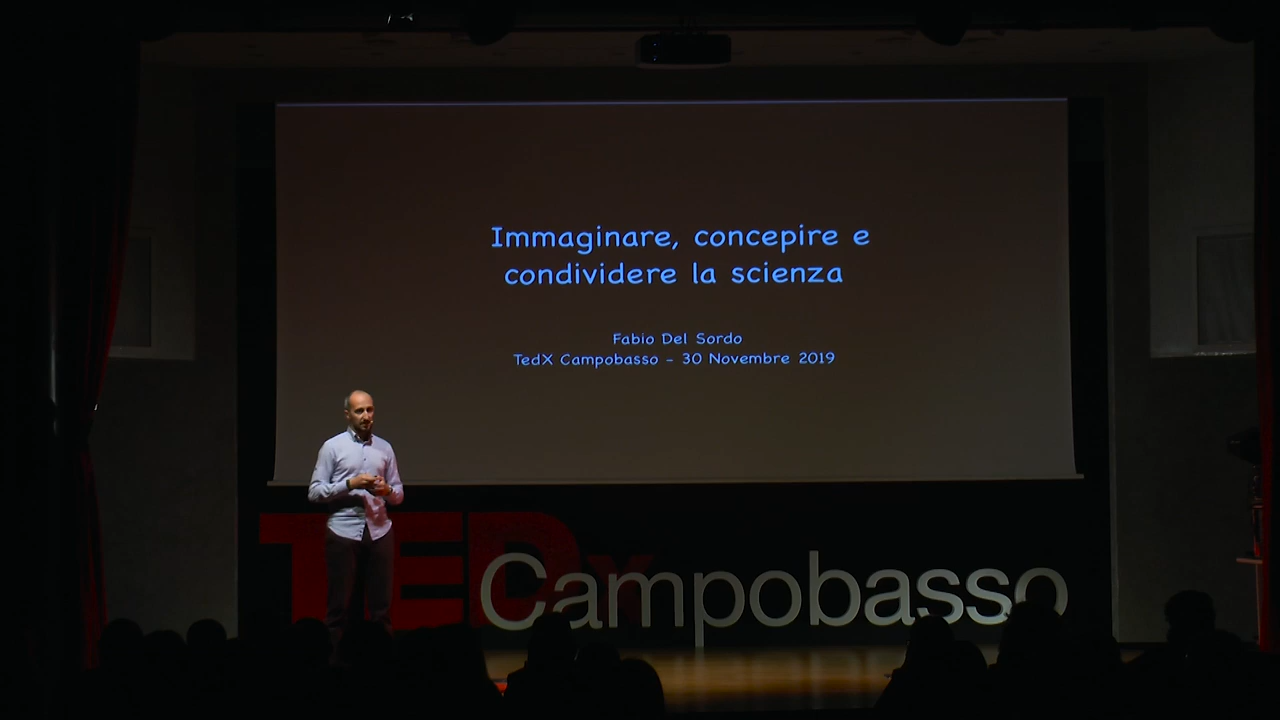 Immaginare, concepire e
condividere la scienza
Fabio Del Sordo
TedX Campobasso - 30 Novembre 2019
TEDx
Campobasso